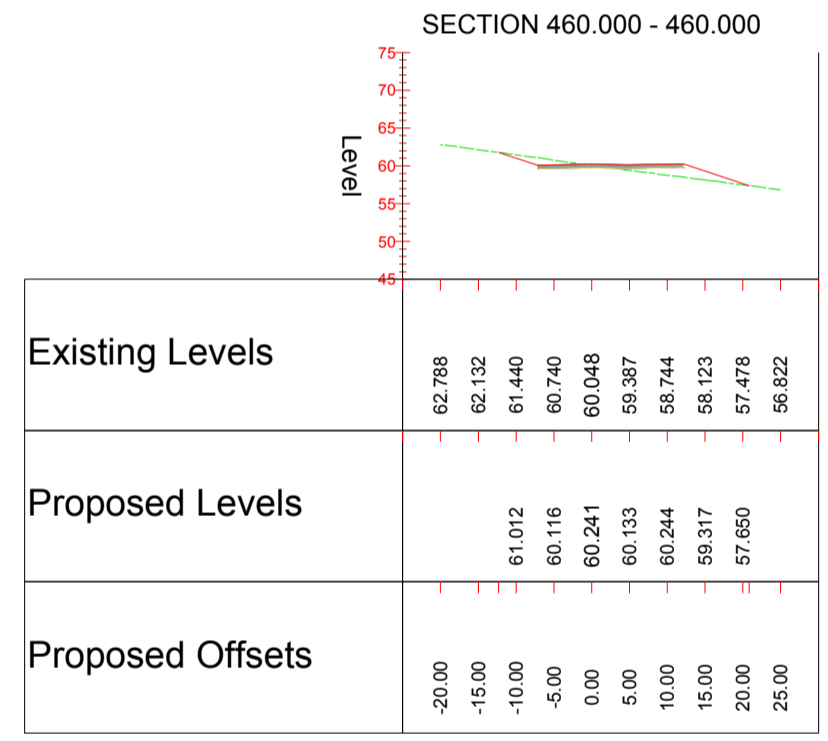 SECTION 460.000 - 460.000
75
70
65
60
55
50
45
Level
Existing Levels
62.788 62.132 61.440 60.740 60.048 59.387 58.744 58.123 57.478 56.822
Proposed Levels
61.012 60.116 60.241 60.133 60.244 59.317 57.650
Proposed Offsets
-20.00 -15.00 -10.00 -5.00 0.00 5.00 10.00 15.00 20.00 25.00